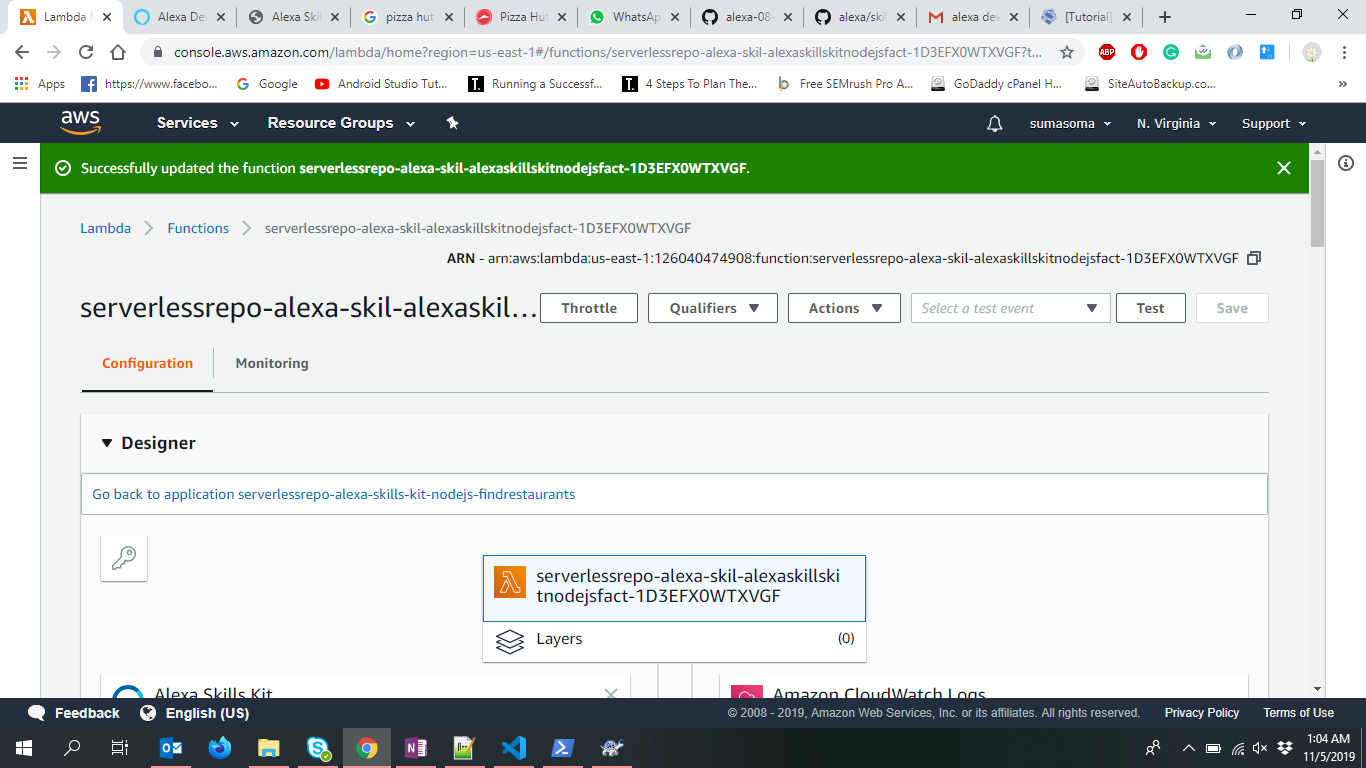 Lambda M
Alexa De
Alexa Skil
pizza hut
Pizza Hut
WhatsAp
alexa-08-
alexa/skil
alexa dev
[Tutorial]
console.aws.amazon.com/lambda/home?region=us-east-1#/functions/serverlessrepo-alexa-skil-alexaskillskitnodejsfact-1D3EFX0WTXVGF?t...
ABP
Apps
https://www.facebo...
Google
Android Studio Tut...
Running a Successf...
4 Steps To Plan The...
Free SEMrush Pro A...
GoDaddy cPanel H...
SiteAutoBackup.co...
aws
Services
Resource Groups
sumasoma
N. Virginia
Support
Successfully updated the function serverlessrepo-alexa-skil-alexaskillskitnodejsfact-1D3EFX0WTXVGF.
Lambda
Functions
serverlessrepo-alexa-skil-alexaskillskitnodejsfact-1D3EFX0WTXVGF
ARN - arn:aws:lambda:us-east-1:126040474908:function:serverlessrepo-alexa-skil-alexaskillskitnodejsfact-1D3EFX0WTXVGF
serverlessrepo-alexa-skil-alexaskil...
Throttle
Qualifiers
Actions
Select a test event
Test
Save
Configuration
Monitoring
Designer
Go back to application serverlessrepo-alexa-skills-kit-nodejs-findrestaurants
serverlessrepo-alexa-skil-alexaskillski
tnodejsfact-1D3EFX0WTXVGF
Layers
(0)
Alexa Skills Kit
Amazon CloudWatch Logs
Feedback
English (US)
© 2008 - 2019, Amazon Web Services, Inc. or its affiliates. All rights reserved.
Privacy Policy
Terms of Use
1:04 AM
11/5/2019